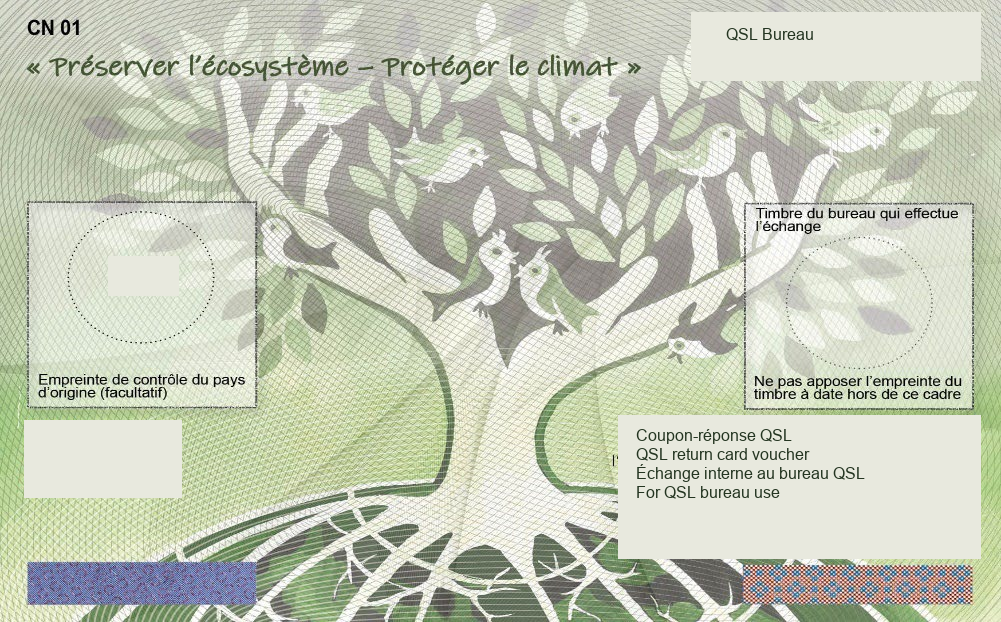 CN 01
QSL Bureau
« Préserver l'écosystème – Protéger le climat »
Timbre du bureau qui effectue
l'échange
Empreinte de contrôle du pays
d'origine (facultatif)
Ne pas apposer l'empreinte du
timbre à date hors de ce cadre
Coupon-réponse QSL
QSL return card voucher
Échange interne au bureau QSL
For QSL bureau use